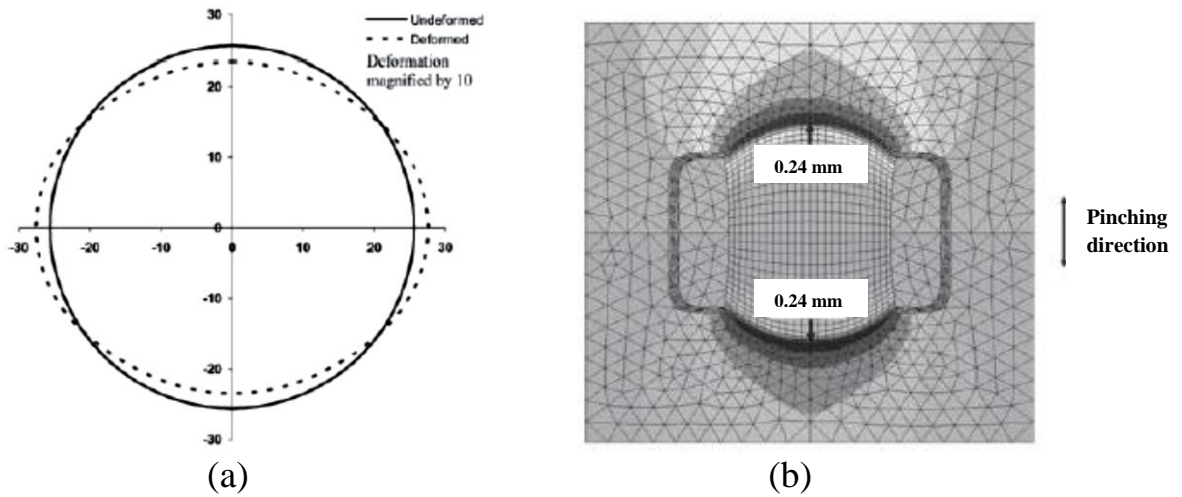 30
Undeformed
Deformed
Deformation
magnified by 10
20
10
0
-30 -20 -10 0 10 20 30
-10
-20
-30
(a)
0.24 mm
0.24 mm
(b)
Pinching
direction